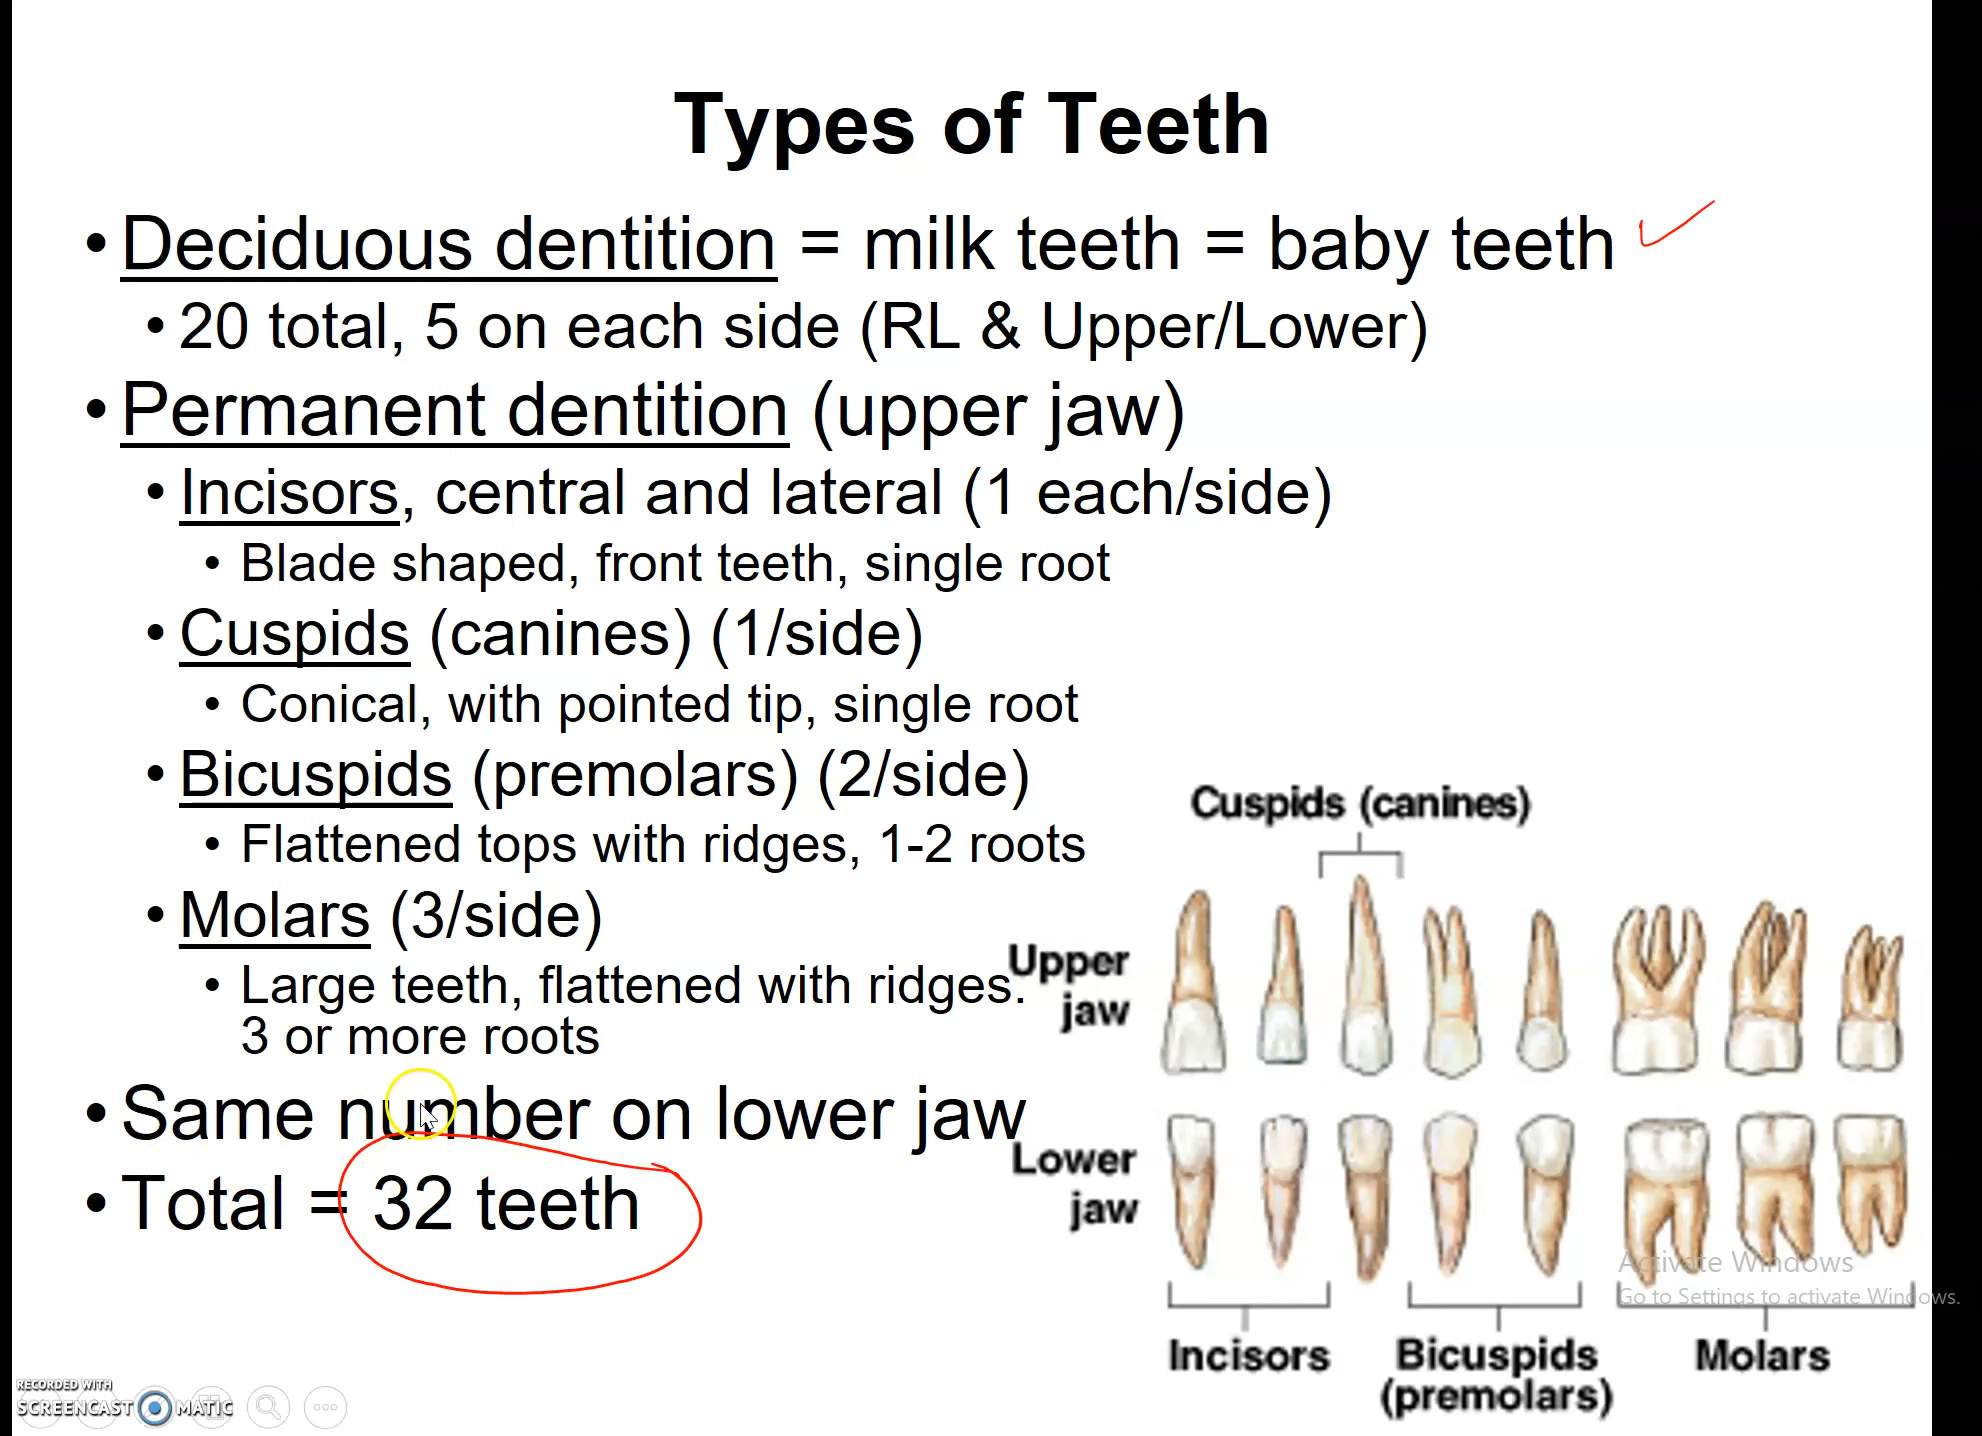 Types of Teeth
• Deciduous dentition = milk teeth = baby teeth
• 20 total, 5 on each side (RL & Upper/Lower)
• Permanent dentition (upper jaw)
• Incisors, central and lateral (1 each/side)
• Blade shaped, front teeth, single root
• Cuspids (canines) (1/side)
• Conical, with pointed tip, single root
• Bicuspids (premolars) (2/side)
• Flattened tops with ridges, 1-2 roots
• Molars (3/side)
• Large teeth, flattened with ridges.
3 or more roots
• Same number on lower jaw
• Total = 32 teeth
Cuspids (canines)
Upper
jaw
Lower
jaw
Incisors
Bicuspids
(premolars)
Molars
Activate Windows
Go to Settings to activate Windows.
RECORDED WITH
SCREENCAST MATIC